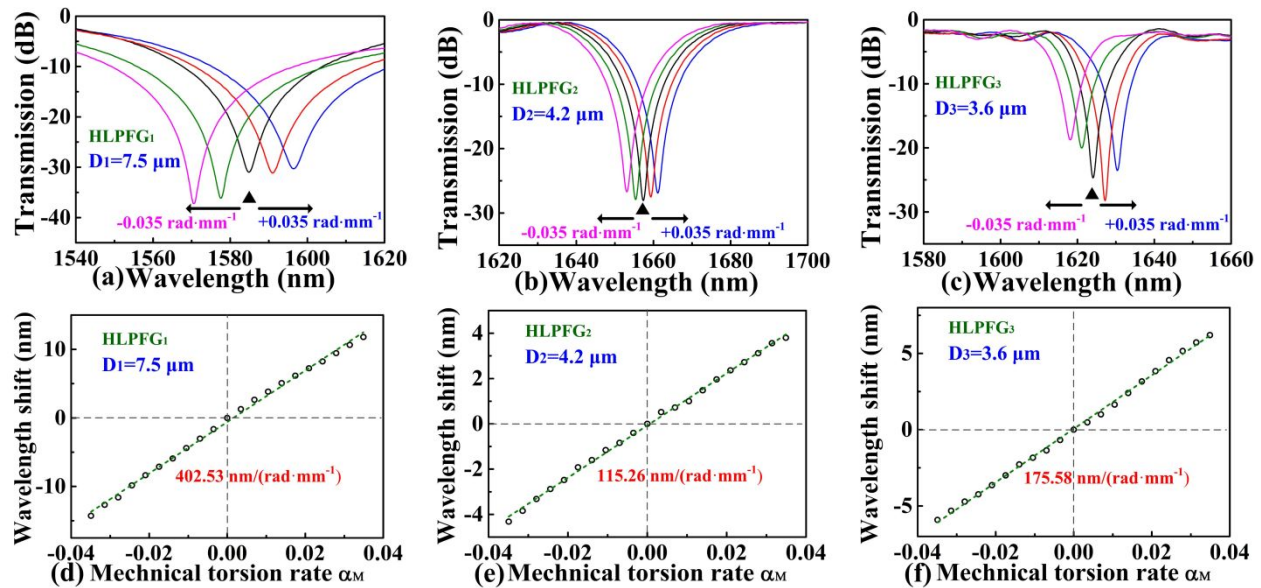 Transmission (dB)
0
-10
-20
-30
-40
HLPFG1
D1=7.5 µm
-0.035 rad·mm⁻¹
+0.035 rad·mm⁻¹
1540
1560
1580
1600
1620
(a) Wavelength (nm)
Transmission (dB)
0
-10
-20
-30
HLPFG2
D2=4.2 µm
-0.035 rad·mm⁻¹
+0.035 rad·mm⁻¹
1620
1640
1660
1680
1700
(b) Wavelength (nm)
Transmission (dB)
0
-10
-20
-30
HLPFG3
D3=3.6 µm
-0.035 rad·mm⁻¹
+0.035 rad·mm⁻¹
1580
1600
1620
1640
1660
(c) Wavelength (nm)
Wavelength shift (nm)
10
0
-10
HLPFG1
D1=7.5 µm
402.53 nm/(rad·mm⁻¹)
-0.04
-0.02
0.00
0.02
0.04
(d) Mechnical torsion rate αM
Wavelength shift (nm)
4
2
0
-2
-4
HLPFG2
D2=4.2 µm
115.26 nm/(rad·mm⁻¹)
-0.04
-0.02
0.00
0.02
0.04
(e) Mechnical torsion rate αM
Wavelength shift (nm)
5
0
-5
HLPFG3
D3=3.6 µm
175.58 nm/(rad·mm⁻¹)
-0.04
-0.02
0.00
0.02
0.04
(f) Mechnical torsion rate αM